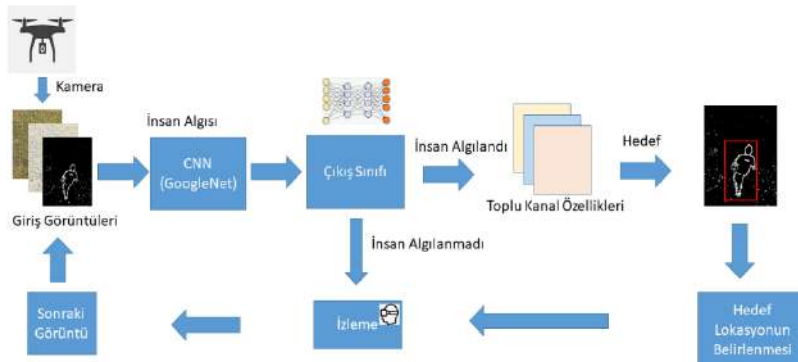 Kamera
Giriş Görüntüleri
İnsan Algısı
CNN
(GoogleNet)
Çıkış Sınıfı
İnsan Algılandı
Toplu Kanal Özellikleri
Hedef
İnsan Algılanmadı
Hedef
Lokasyonun
Belirlenmesi
İzleme
Sonraki
Görüntü